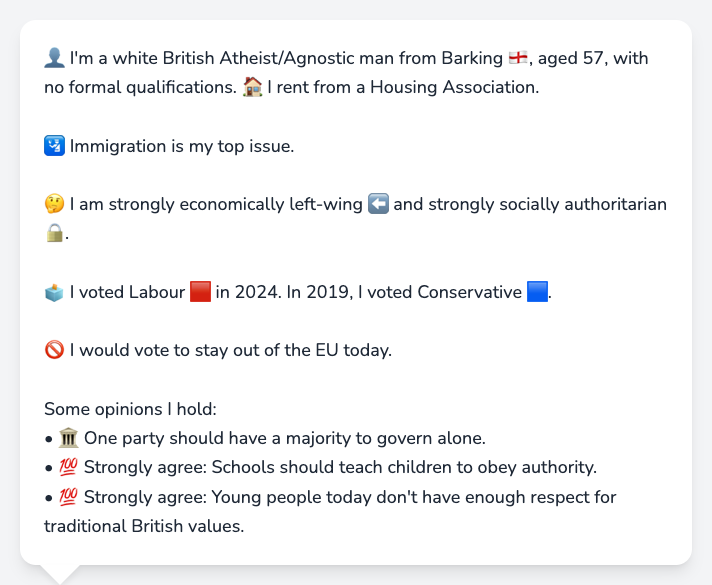 👤 I'm a white British Atheist/Agnostic man from Barking 🏴󠁧󠁢󠁥󠁮󠁧󠁿, aged 57, with
no formal qualifications. 🏠 I rent from a Housing Association.
🛂 Immigration is my top issue.
🤔 I am strongly economically left-wing ⬅️ and strongly socially authoritarian
🔒.
🗳️ I voted Labour 🟥 in 2024. In 2019, I voted Conservative 🟦.
🚫 I would vote to stay out of the EU today.
Some opinions I hold:
• 🏛️ One party should have a majority to govern alone.
• 💯 Strongly agree: Schools should teach children to obey authority.
• 💯 Strongly agree: Young people today don't have enough respect for
traditional British values.